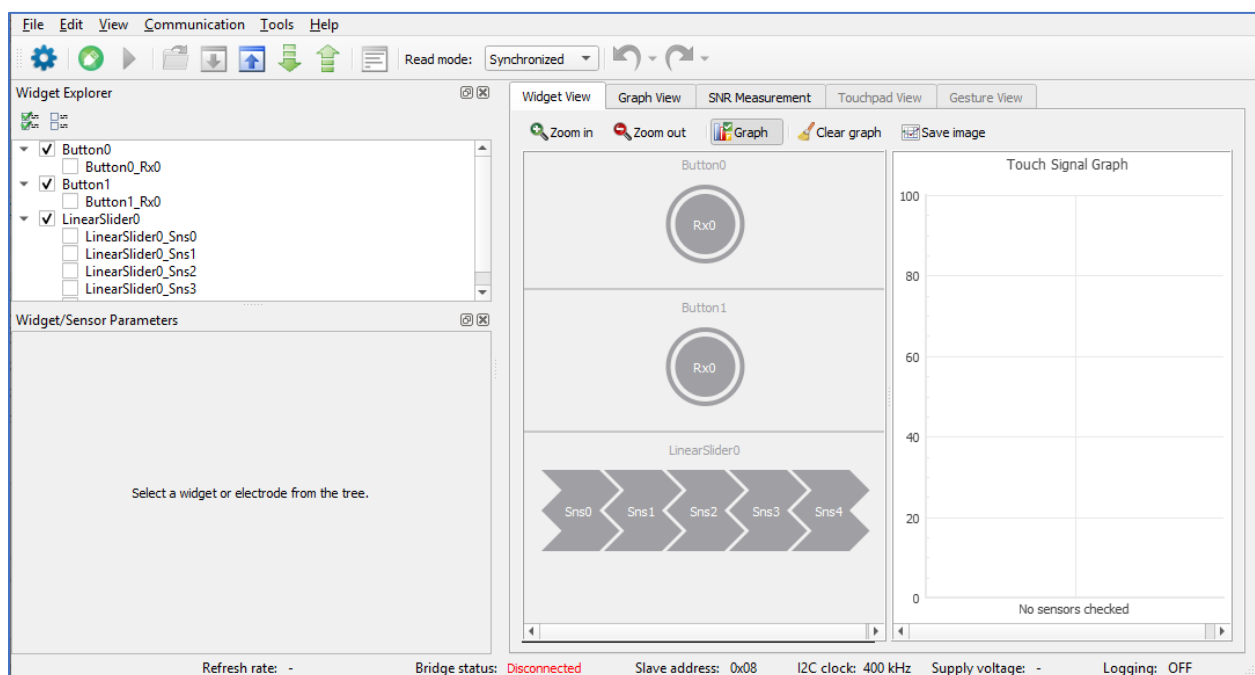 File Edit View Communication Tools Help
Read mode: Synchronized
Widget Explorer
Button0
Button0_Rx0
Button1
Button1_Rx0
LinearSlider0
LinearSlider0_Sns0
LinearSlider0_Sns1
LinearSlider0_Sns2
LinearSlider0_Sns3
Widget/Sensor Parameters
Select a widget or electrode from the tree.
Widget View Graph View SNR Measurement Touchpad View Gesture View
Zoom in Zoom out Graph Clear graph Save image
Button0
Rx0
Button1
Rx0
LinearSlider0
Sns0 Sns1 Sns2 Sns3 Sns4
Touch Signal Graph
100
80
60
40
20
0
No sensors checked
Refresh rate: - Bridge status: Disconnected Slave address: 0x08 I2C clock: 400 kHz Supply voltage: - Logging: OFF